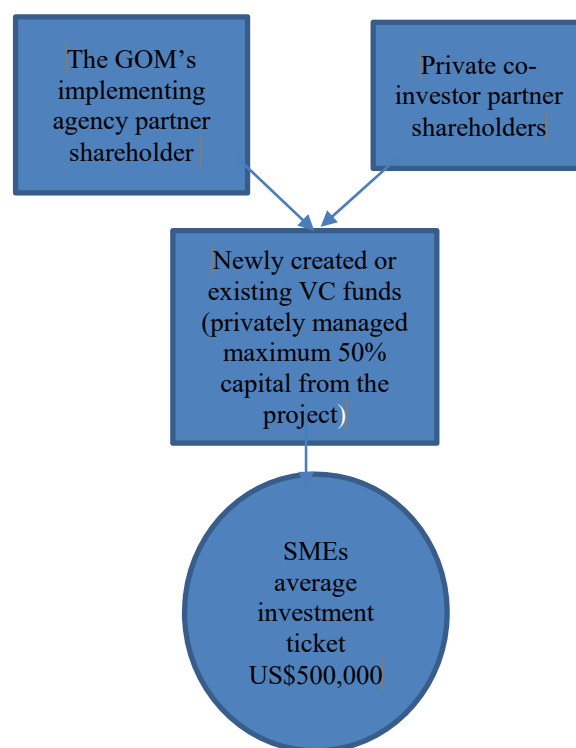 The GOM’s
implementing
agency partner
shareholder
Private co-
investor partner
shareholders
Newly created or
existing VC funds
(privately managed
maximum 50%
capital from the
project)
SMEs
average
investment
ticket
US$500,000